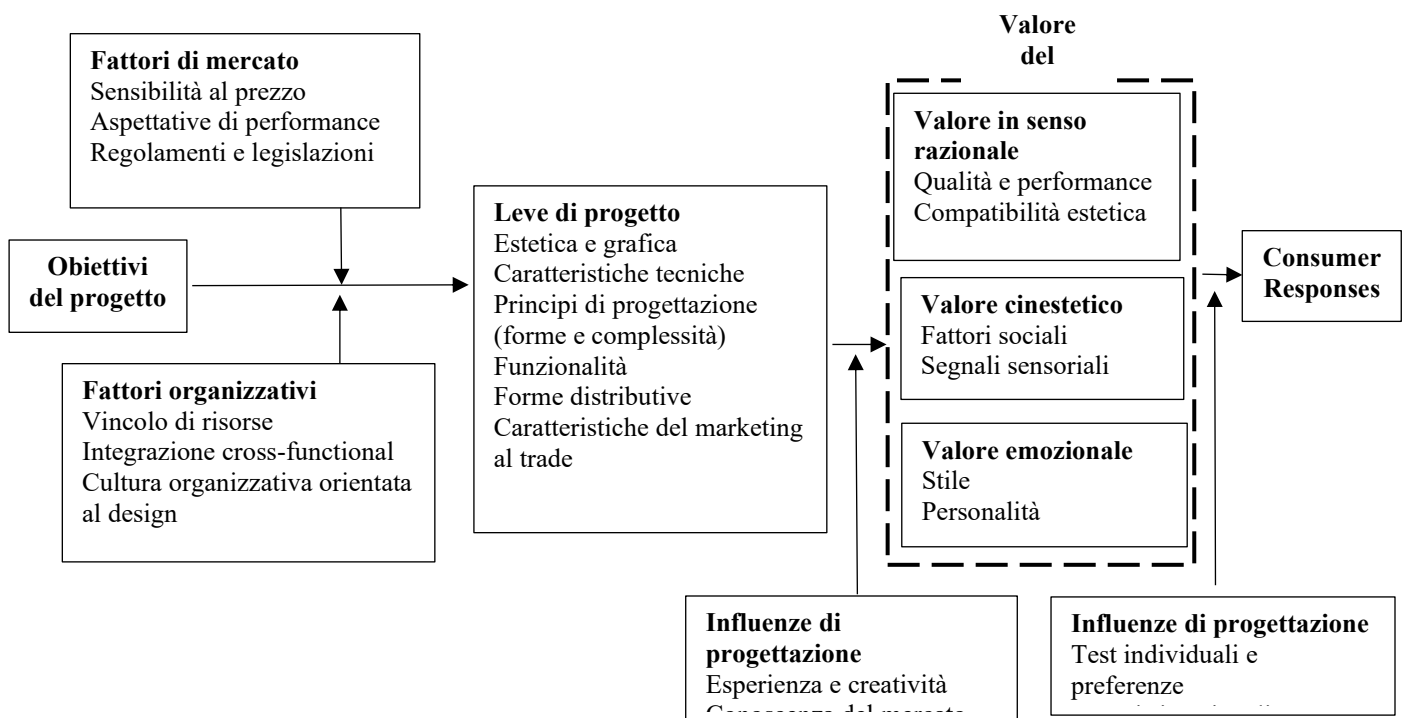 Valore
del
Fattori di mercato
Sensibilità al prezzo
Aspettative di performance
Regolamenti e legislazioni
Obiettivi
del progetto
Fattori organizzativi
Vincolo di risorse
Integrazione cross-functional
Cultura organizzativa orientata
al design
Leve di progetto
Estetica e grafica
Caratteristiche tecniche
Principi di progettazione
(forme e complessità)
Funzionalità
Forme distributive
Caratteristiche del marketing
al trade
Valore in senso
razionale
Qualità e performance
Compatibilità estetica
Valore cinestetico
Fattori sociali
Segnali sensoriali
Valore emozionale
Stile
Personalità
Consumer
Responses
Influenze di
progettazione
Esperienza e creatività
Conoscenza del mercato
Influenze di progettazione
Test individuali e
preferenze